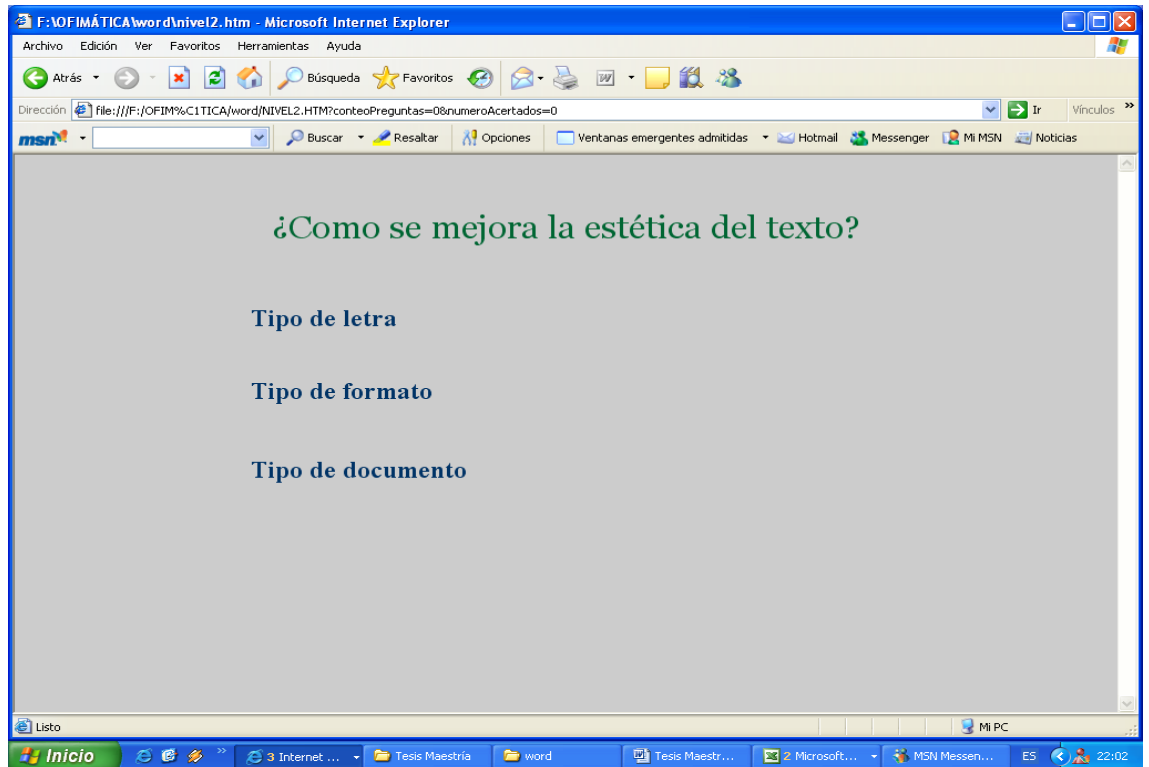 F:\OFIMÁTICA\word\nivel2.htm - Microsoft Internet Explorer
Archivo Edición Ver Favoritos Herramientas Ayuda
Atrás Búsqueda Favoritos
Dirección file:///F:/OFIM%C1TICA/word/NIVEL2.HTM?conteoPreguntas=0&numeroAcertados=0 Ir Vínculos »
msn Buscar Resaltar Opciones Ventanas emergentes admitidas Hotmail Messenger Mi MSN Noticias
¿Como se mejora la estética del texto?
Tipo de letra
Tipo de formato
Tipo de documento
Listo Mi PC
Inicio » 3 Internet ... Tesis Maestría word Tesis Maestr... 2 Microsoft... MSN Messen... ES 22:02